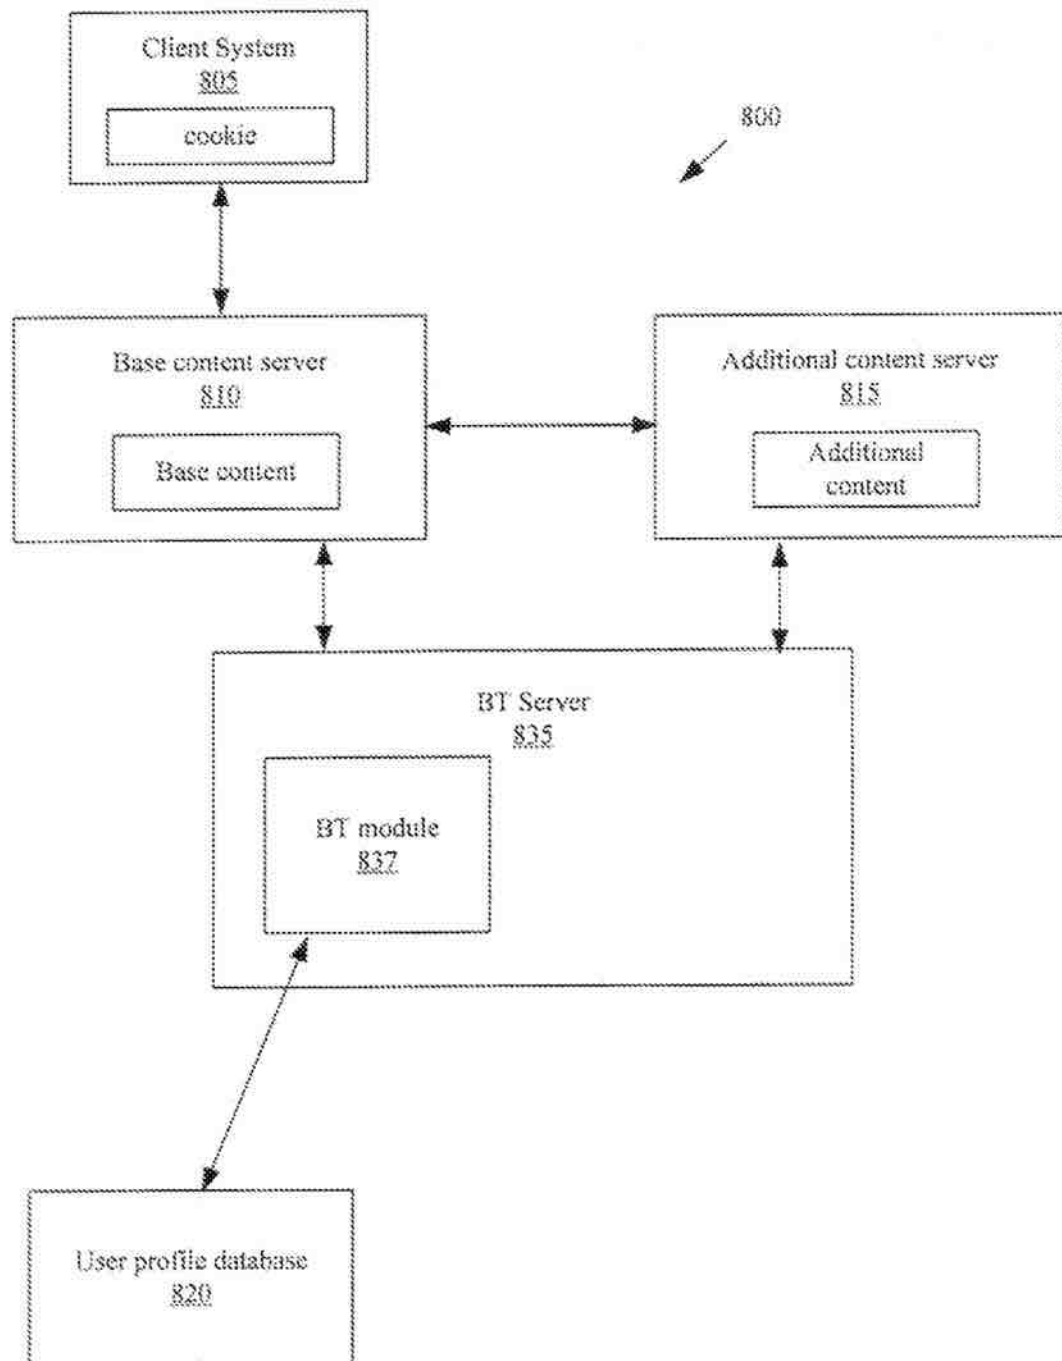 Client System
805
cookie
800
Base content server
810
Base content
Additional content server
815
Additional
content
BT Server
835
BT module
837
User profile database
820